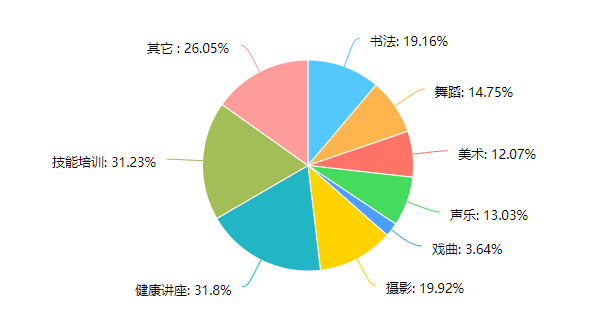 其它 : 26.05%
书法: 19.16%
舞蹈: 14.75%
美术: 12.07%
技能培训: 31.23%
声乐: 13.03%
戏曲: 3.64%
健康讲座: 31.8%
摄影: 19.92%